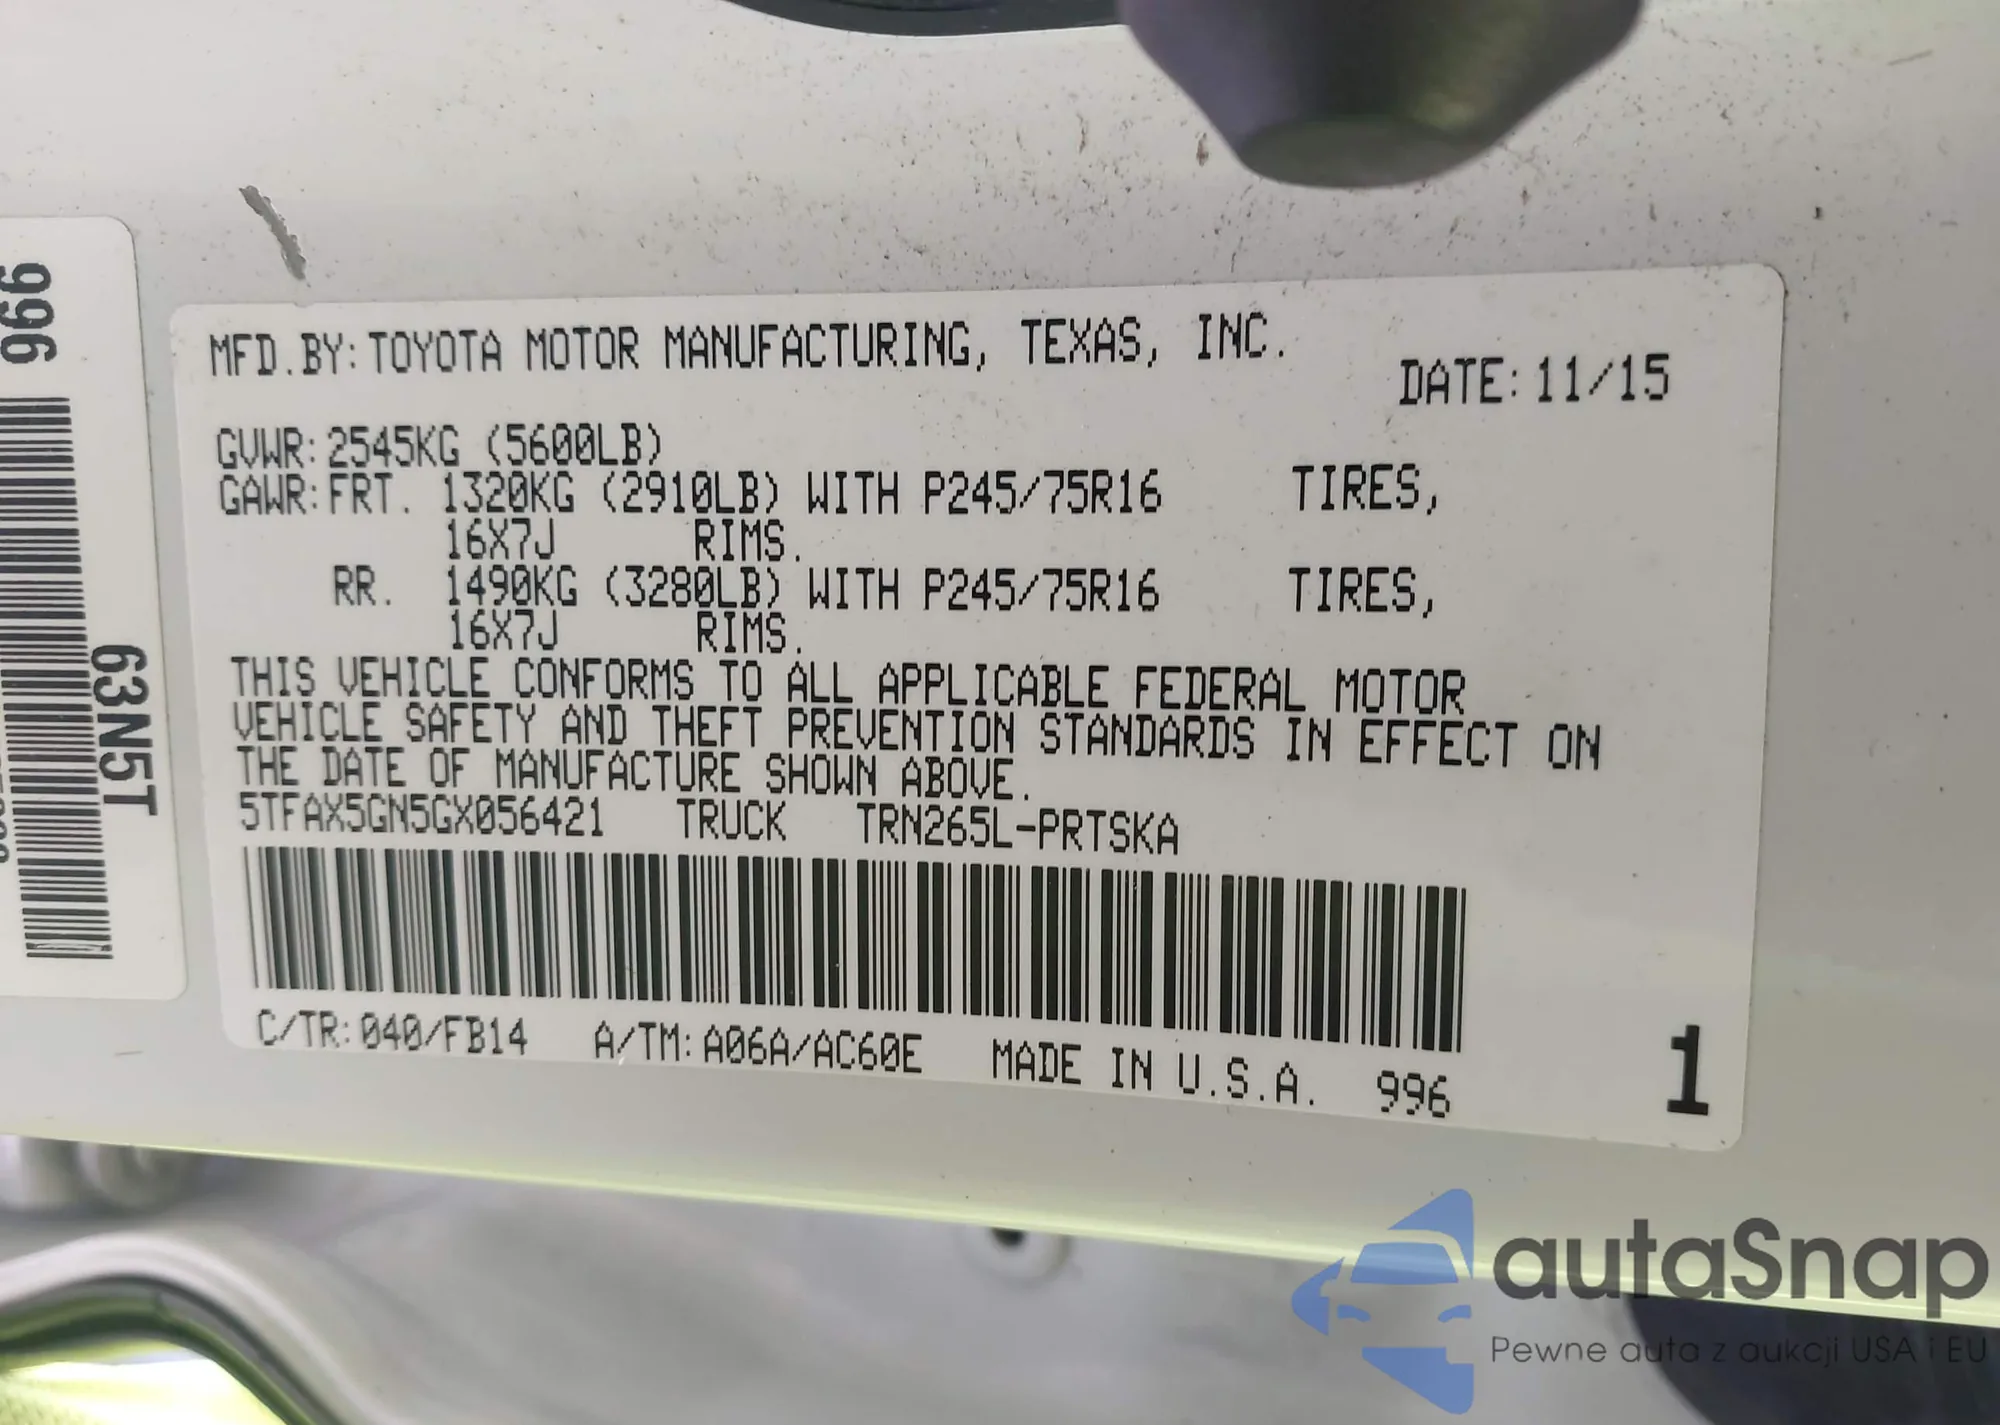 996
63N5T
MFD.BY:TOYOTA MOTOR MANUFACTURING, TEXAS, INC.
DATE:11/15
GVWR:2545KG (5600LB)
GAWR:FRT. 1320KG (2910LB) WITH P245/75R16 TIRES,
16X7J RIMS.
RR. 1490KG (3280LB) WITH P245/75R16 TIRES,
16X7J RIMS.
THIS VEHICLE CONFORMS TO ALL APPLICABLE FEDERAL MOTOR
VEHICLE SAFETY AND THEFT PREVENTION STANDARDS IN EFFECT ON
THE DATE OF MANUFACTURE SHOWN ABOVE.
5TFAX5GN5GX056421 TRUCK TRN265L-PRTSKA
C/TR:040/FB14 A/TM:A06A/AC60E MADE IN U.S.A. 996
1
autaSnap
Pewne auta z aukcji USA i EU